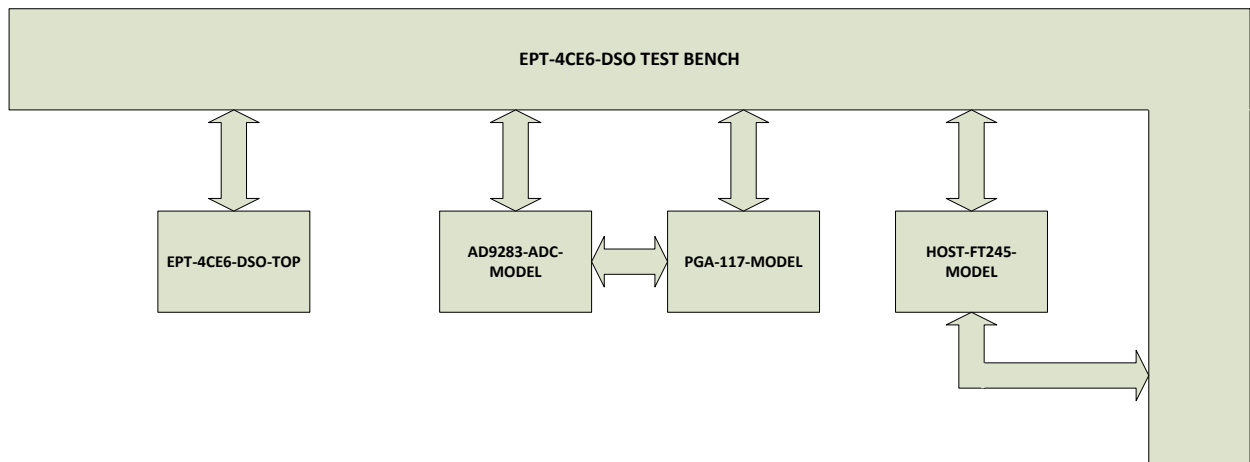 EPT-4CE6-DSO TEST BENCH
EPT-4CE6-DSO-TOP
AD9283-ADC-
MODEL
PGA-117-MODEL
HOST-FT245-
MODEL